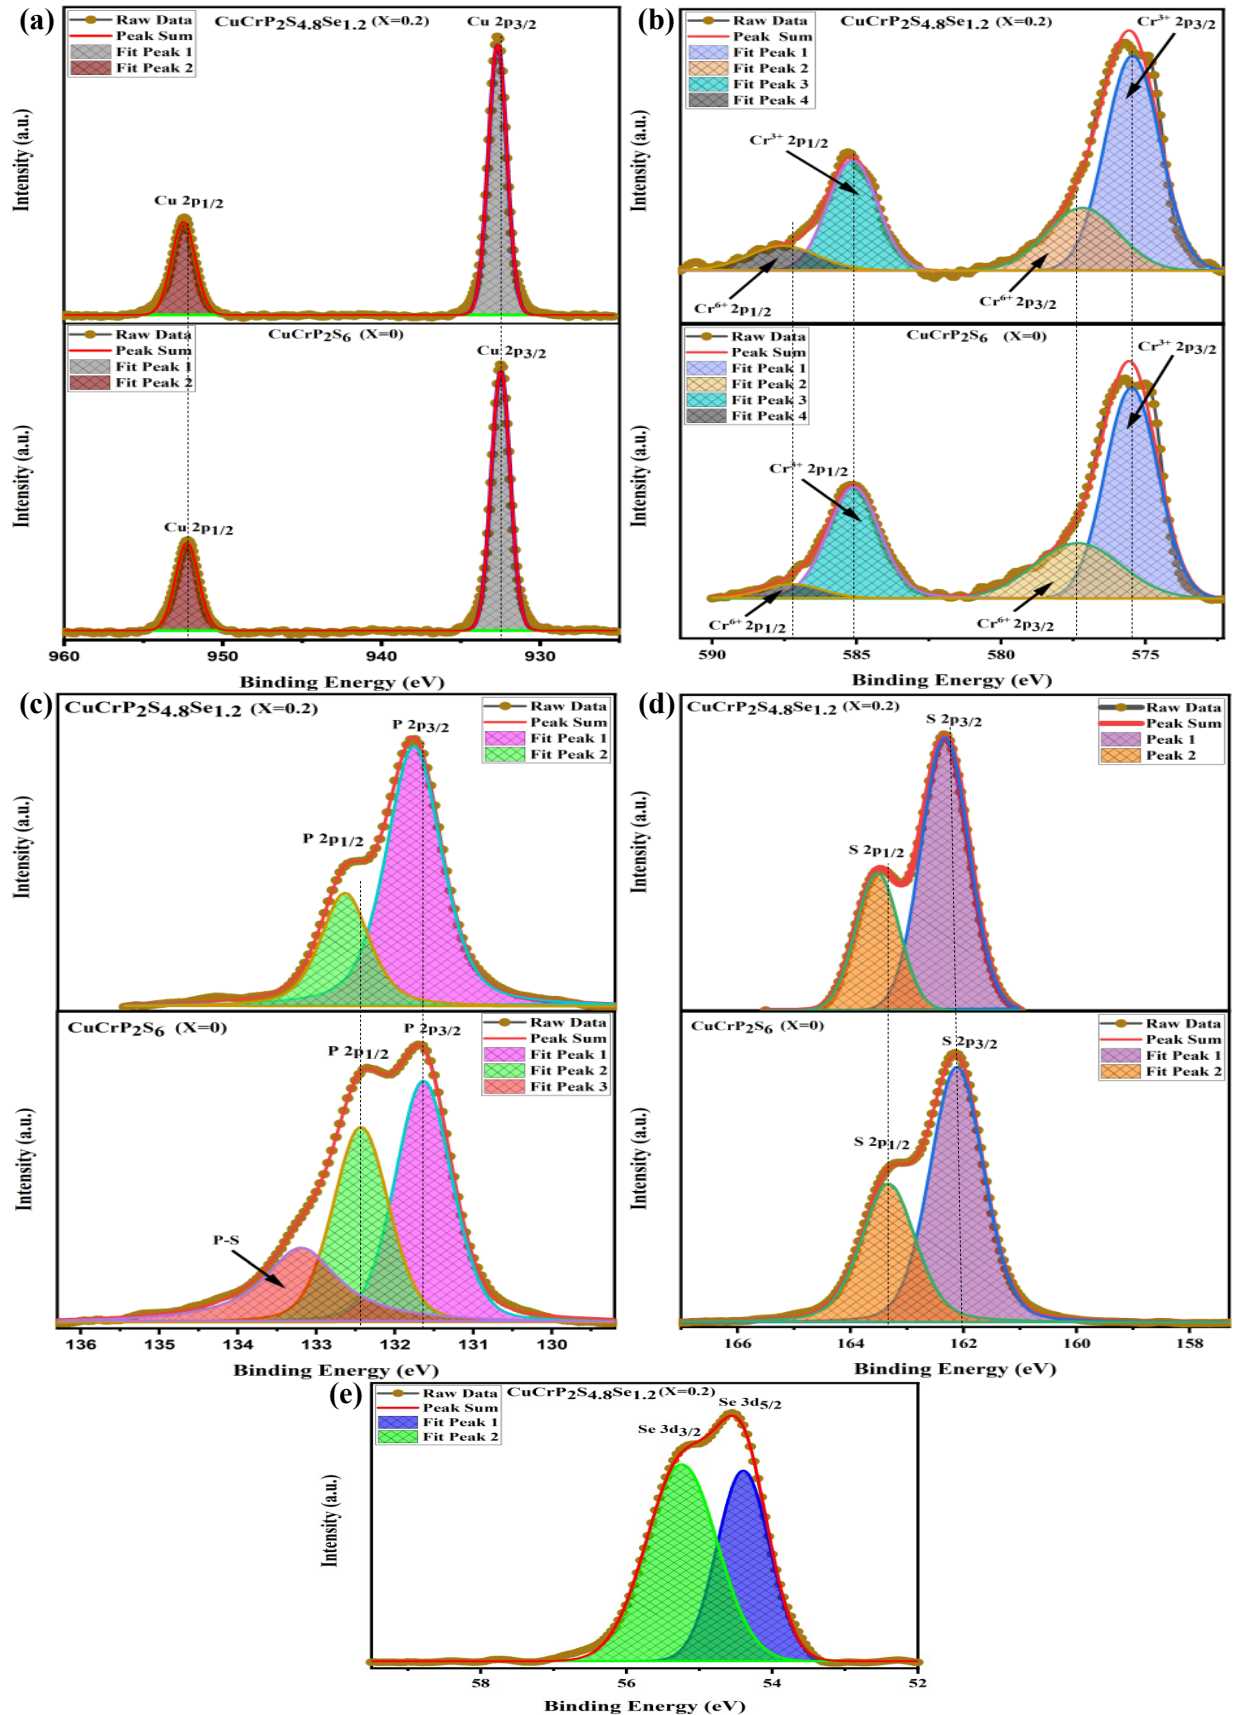 (a)
Raw Data
Peak Sum
Fit Peak 1
Fit Peak 2
CuCrP2S4.8Se1.2 (X=0.2)
Cu 2p3/2
Cu 2p1/2
Intensity (a.u.)
Raw Data
Peak Sum
Fit Peak 1
Fit Peak 2
CuCrP2S6 (X=0)
Cu 2p3/2
Cu 2p1/2
Intensity (a.u.)
960 950 940 930
Binding Energy (eV)
(b)
Raw Data
Peak Sum
Fit Peak 1
Fit Peak 2
Fit Peak 3
Fit Peak 4
CuCrP2S4.8Se1.2 (X=0.2)
Cr3+ 2p3/2
Cr3+ 2p1/2
Cr6+ 2p1/2
Cr6+ 2p3/2
Intensity (a.u.)
Raw Data
Peak Sum
Fit Peak 1
Fit Peak 2
Fit Peak 3
Fit Peak 4
CuCrP2S6 (X=0)
Cr3+ 2p3/2
Cr3+ 2p1/2
Cr6+ 2p1/2
Cr6+ 2p3/2
Intensity (a.u.)
590 585 580 575
Binding Energy (eV)
(c)
CuCrP2S4.8Se1.2 (X=0.2)
Raw Data
Peak Sum
Fit Peak 1
Fit Peak 2
P 2p3/2
P 2p1/2
Intensity (a.u.)
CuCrP2S6 (X=0)
Raw Data
Peak Sum
Fit Peak 1
Fit Peak 2
Fit Peak 3
P 2p3/2
P 2p1/2
P-S
Intensity (a.u.)
136 134 133 132 131 130
Binding Energy (eV)
(d)
CuCrP2S4.8Se1.2 (X=0.2)
Raw Data
Peak Sum
Peak 1
Peak 2
S 2p3/2
S 2p1/2
Intensity (a.u.)
CuCrP2S6 (X=0)
Raw Data
Peak Sum
Fit Peak 1
Fit Peak 2
S 2p3/2
S 2p1/2
Intensity (a.u.)
166 164 162 160 158
Binding Energy (eV)
(e)
Raw Data
Peak Sum
Fit Peak 1
Fit Peak 2
CuCrP2S4.8Se1.2 (X=0.2)
Se 3d5/2
Se 3d3/2
Intensity (a.u.)
58 56 54 52
Binding Energy (eV)